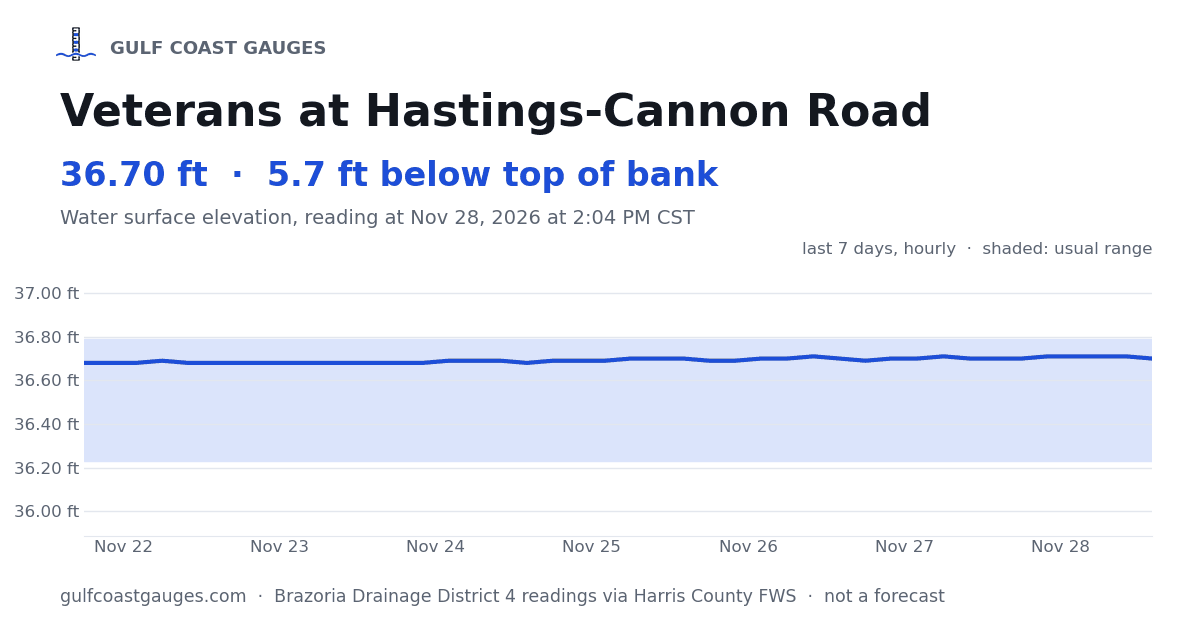 GULF COAST GAUGES
Veterans at Hastings-Cannon Road
36.70 ft · 5.7 ft below top of bank
Water surface elevation, reading at Nov 28, 2026 at 2:04 PM CST
last 7 days, hourly · shaded: usual range
37.00 ft
36.80 ft
36.60 ft
36.40 ft
36.20 ft
36.00 ft
Nov 22 Nov 23 Nov 24 Nov 25 Nov 26 Nov 27 Nov 28
gulfcoastgauges.com · Brazoria Drainage District 4 readings via Harris County FWS · not a forecast